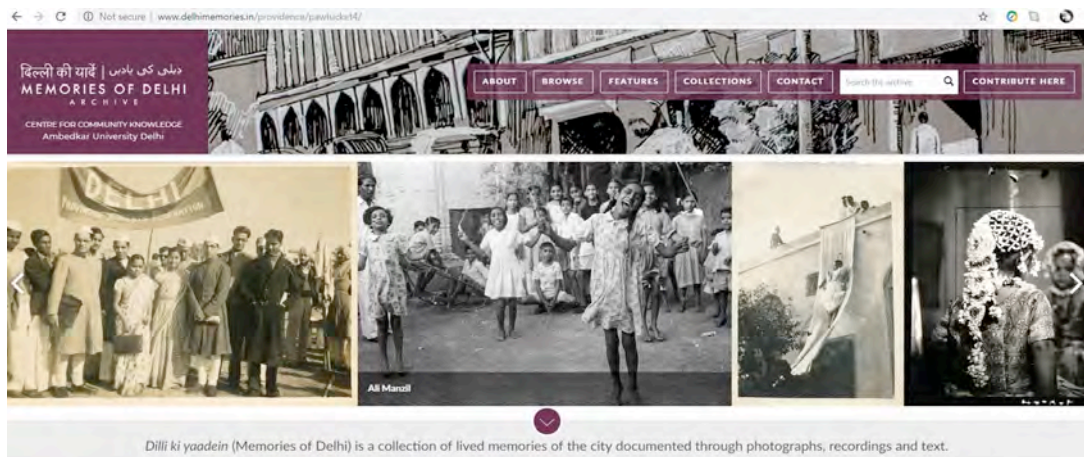 Not secure | www.delhimemories.in/providence/pawtucket4/
दिल्ली की यादें | دہلی کی یادیں
MEMORIES OF DELHI
ARCHIVE
CENTRE FOR COMMUNITY KNOWLEDGE
Ambedkar University Delhi
ABOUT BROWSE FEATURES COLLECTIONS CONTACT Search the archive CONTRIBUTE HERE
DELHI
Ali Manzil
Dilli ki yaadein (Memories of Delhi) is a collection of lived memories of the city documented through photographs, recordings and text.